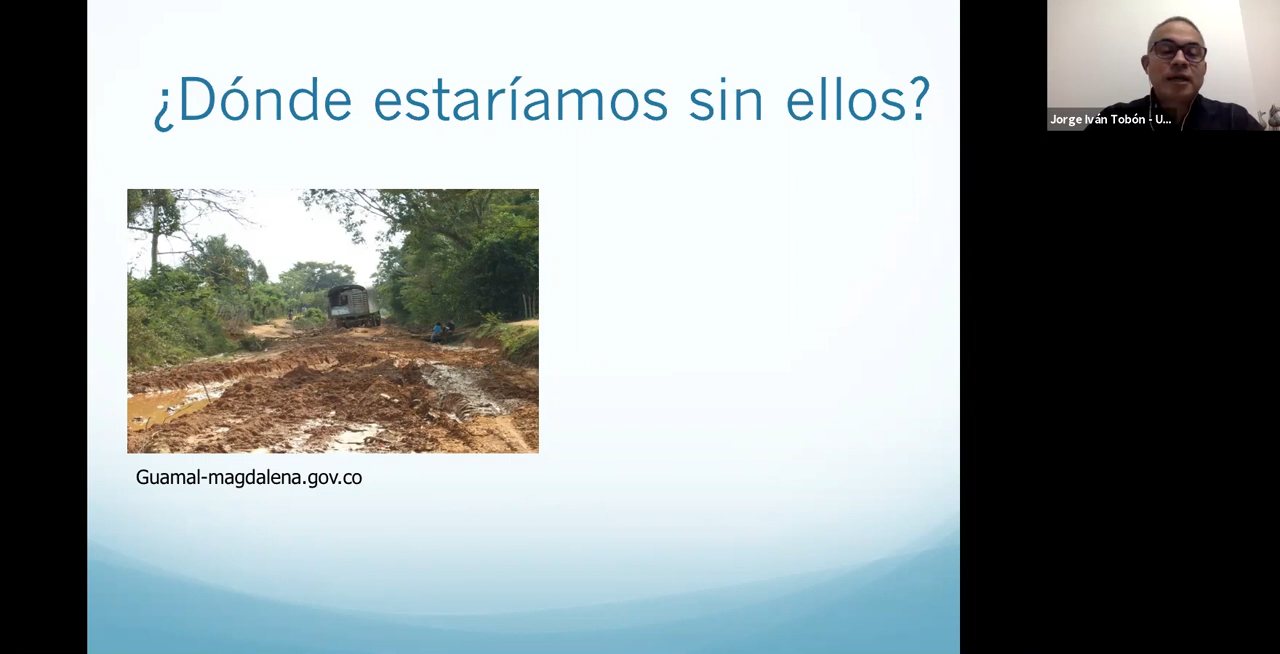 ¿Dónde estaríamos sin ellos?
Jorge Iván Tobón - U...
Guamal-magdalena.gov.co